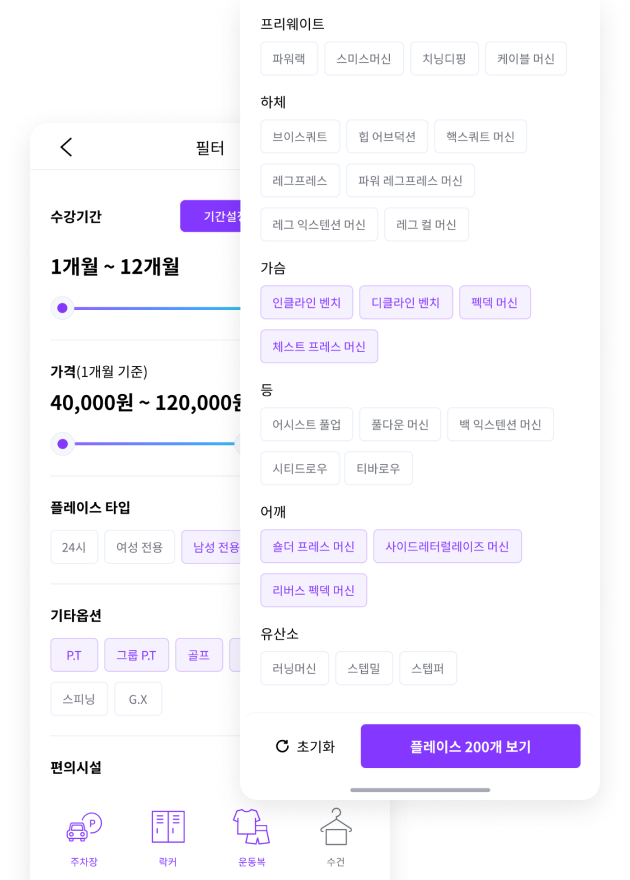 필터
수강기간
기간설정
1개월 ~ 12개월
가격(1개월 기준)
40,000원 ~ 120,000원
플레이스 타입
24시 여성 전용 남성 전용
기타옵션
P.T 그룹 P.T 골프
스피닝 G.X
편의시설
주차장 락커 운동복 수건
프리웨이트
파워랙 스미스머신 치닝디핑 케이블 머신
하체
브이스쿼트 힙 어브덕션 핵스쿼트 머신
레그프레스 파워 레그프레스 머신
레그 익스텐션 머신 레그 컬 머신
가슴
인클라인 벤치 디클라인 벤치 펙덱 머신
체스트 프레스 머신
등
어시스트 풀업 풀다운 머신 백 익스텐션 머신
시티드로우 티바로우
어깨
숄더 프레스 머신 사이드레터럴레이즈 머신
리버스 펙덱 머신
유산소
러닝머신 스텝밀 스텝퍼
초기화 플레이스 200개 보기